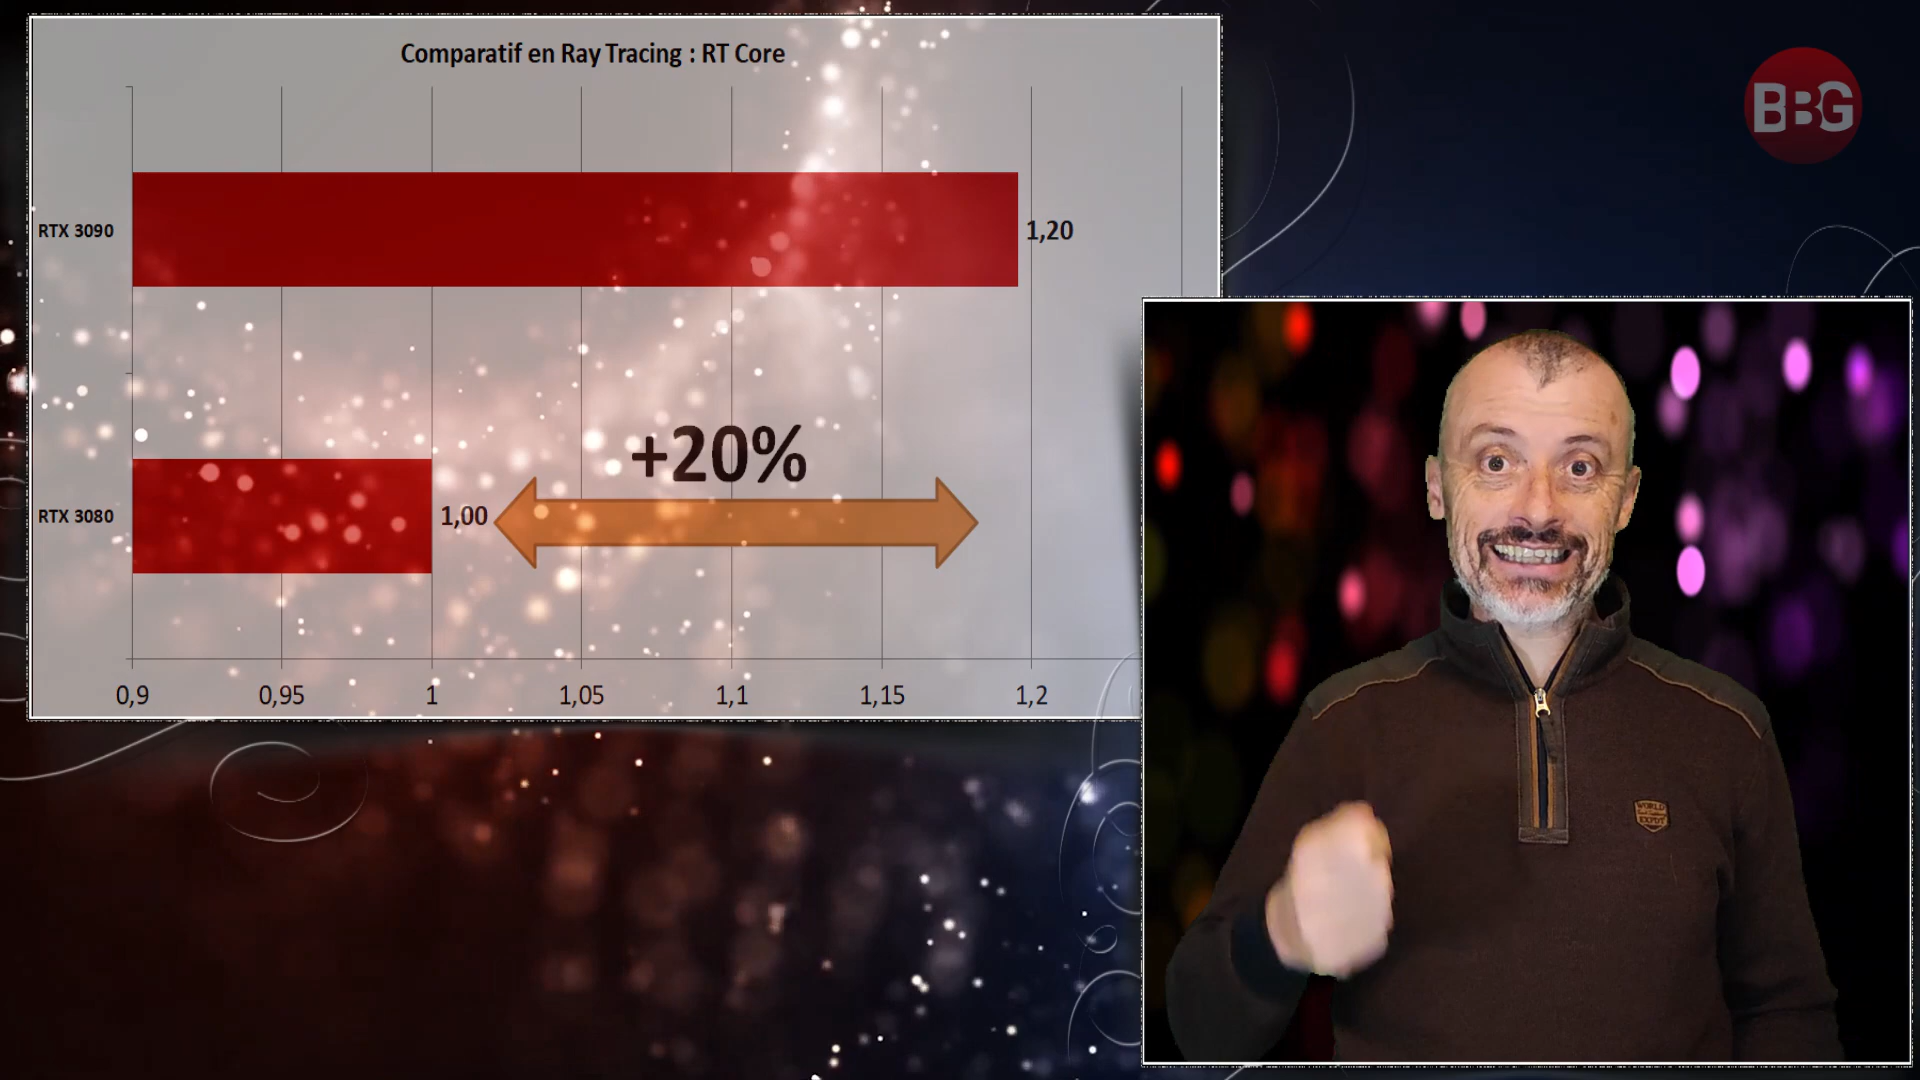 Comparatif en Ray Tracing : RT Core
BBG
RTX 3090
1,20
+20%
RTX 3080
1,00
0,9
0,95
1
1,05
1,1
1,15
1,2
WORLD